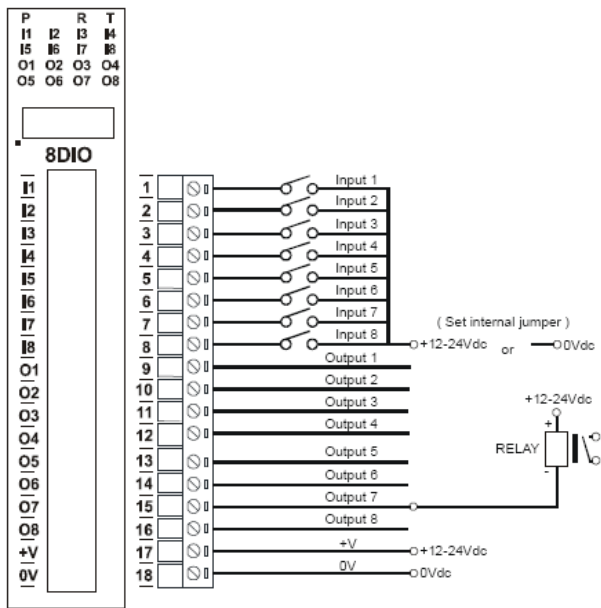 P R T
I1 I2 I3 I4
I5 I6 I7 I8
O1 O2 O3 O4
O5 O6 O7 O8
8DIO
I1 1 Input 1
I2 2 Input 2
I3 3 Input 3
I4 4 Input 4
I5 5 Input 5
I6 6 Input 6
I7 7 Input 7
( Set internal jumper )
I8 8 Input 8 +12-24Vdc or 0Vdc
O1 9 Output 1
O2 10 Output 2
O3 11 Output 3
+12-24Vdc
O4 12 Output 4
+
RELAY
O5 13 Output 5
-
O6 14 Output 6
O7 15 Output 7
O8 16 Output 8
+V 17 +V +12-24Vdc
0V 18 0V 0Vdc